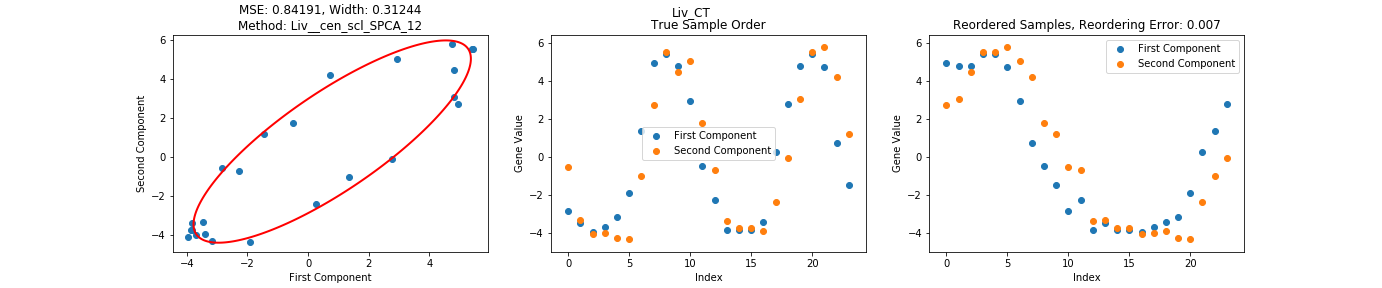 Liv_CT
MSE: 0.84191, Width: 0.31244
Method: Liv__cen_scl_SPCA_12
6
4
2
0
−2
−4
Second Component
−4
−2
0
2
4
First Component
True Sample Order
6
4
2
0
−2
−4
Gene Value
First Component
Second Component
0
5
10
15
20
Index
Reordered Samples, Reordering Error: 0.007
6
4
2
0
−2
−4
Gene Value
First Component
Second Component
0
5
10
15
20
Index